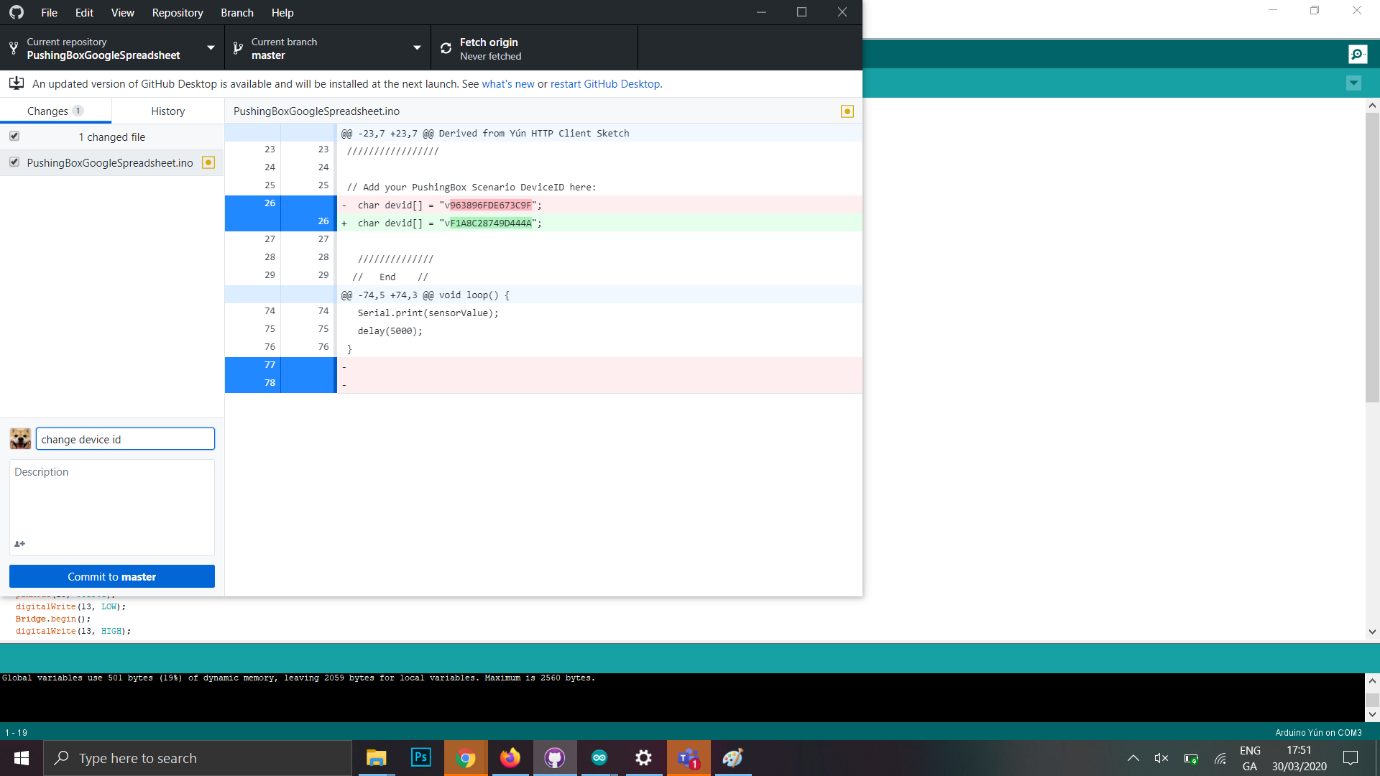 File Edit View Repository Branch Help
Current repository
PushingBoxGoogleSpreadsheet
Current branch
master
Fetch origin
Never fetched
An updated version of GitHub Desktop is available and will be installed at the next launch. See what's new or restart GitHub Desktop.
Changes 1 History
PushingBoxGoogleSpreadsheet.ino
1 changed file
PushingBoxGoogleSpreadsheet.ino
@@ -23,7 +23,7 @@ Derived from Yún HTTP Client Sketch
23 23 /////////////////
24 24
25 25 // Add your PushingBox Scenario DeviceID here:
26 - char devid[] = "v963896FDE673C9F";
26 + char devid[] = "vF1A8C28749D444A";
27 27
28 28 //////////////
29 29 // End //
@@ -74,5 +74,3 @@ void loop() {
74 74 Serial.print(sensorValue);
75 75 delay(5000);
76 76 }
77 -
78 -
change device id
Description
Commit to master
digitalWrite(13, LOW);
Bridge.begin();
digitalWrite(13, HIGH);
Global variables use 501 bytes (19%) of dynamic memory, leaving 2059 bytes for local variables. Maximum is 2560 bytes.
1 - 19
Arduino Yún on COM3
Type here to search
Ps
1
ENG
GA
17:51
30/03/2020